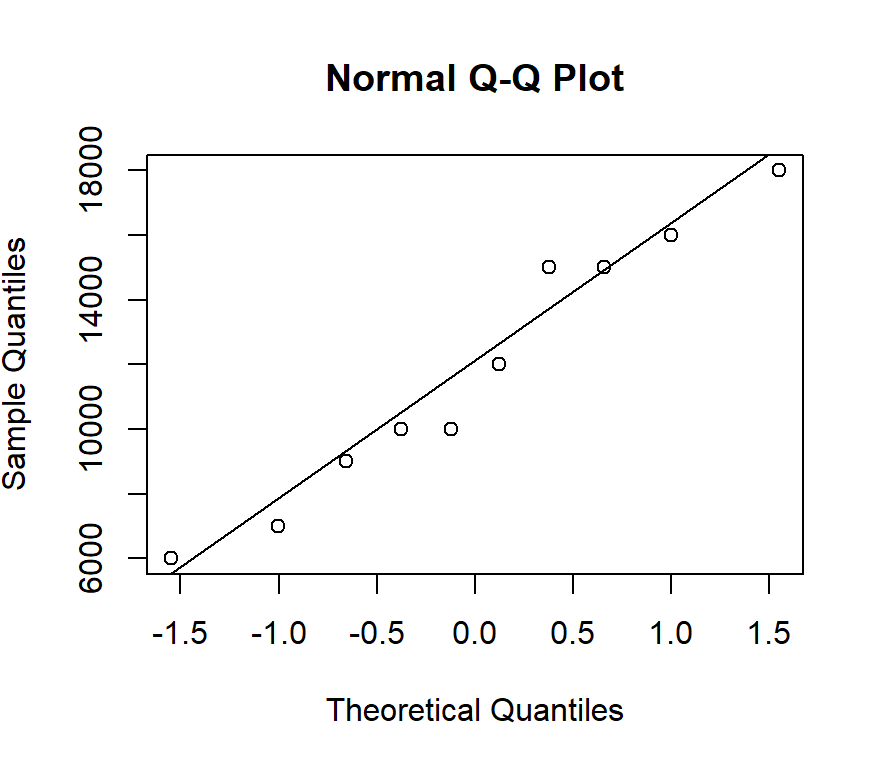 Normal Q-Q Plot
Sample Quantiles
18000
14000
10000
6000
-1.5 -1.0 -0.5 0.0 0.5 1.0 1.5
Theoretical Quantiles